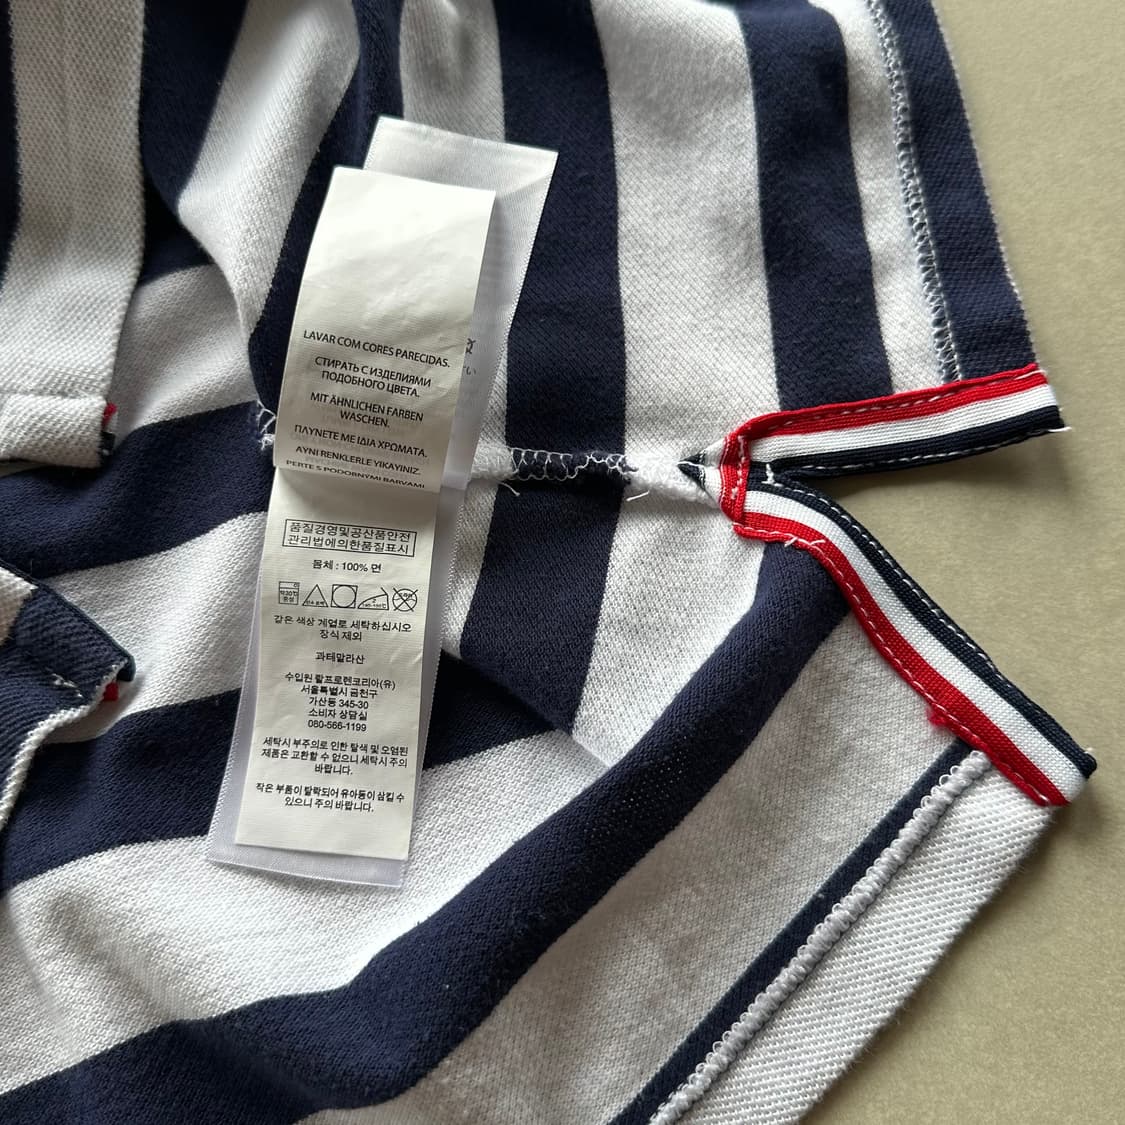 LAVAR COM CORES PARECIDAS.
СТИРАТЬ С ИЗДЕЛИЯМИ
ПОДОБНОГО ЦВЕТА.
MIT ÄHNLICHEN FARBEN
WASCHEN.
ΠΛΥΝΕΤΕ ΜΕ ΙΔΙΑ ΧΡΩΜΑΤΑ.
AYNI RENKLERLE YIKAYINIZ.
PERTE S PODOBNÝMI BARVAMI
품질경영및공산품안전
관리법에의한품질표시
몸체 : 100% 면
약30℃
중성
같은 색상 계열로 세탁하십시오
장식 제외
과테말라산
수입원 랄프로렌코리아(유)
서울특별시 금천구
가산동 345-30
소비자 상담실
080-566-1199
세탁시 부주의로 인한 탈색 및 오염된
제품은 교환할 수 없으니 세탁시 주의
바랍니다.
작은 부품이 탈락되어 유아동이 삼킬 수
있으니 주의 바랍니다.